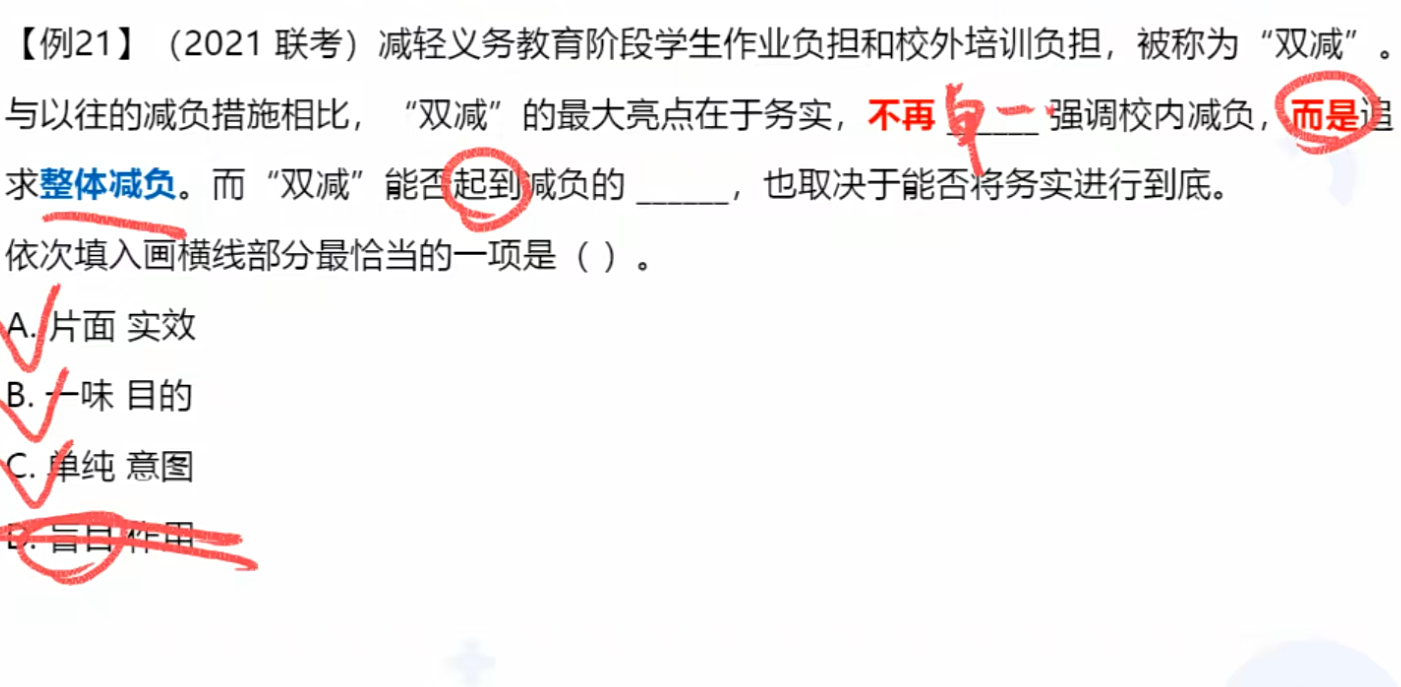 【例21】（2021 联考）减轻义务教育阶段学生作业负担和校外培训负担，被称为“双减”。
与以往的减负措施相比，“双减”的最大亮点在于务实，不再 单一 ______ 强调校内减负，而是追
求整体减负。而“双减”能否起到减负的 ______，也取决于能否将务实进行到底。
依次填入画横线部分最恰当的一项是（ ）。
A. 片面 实效
B. 一味 目的
C. 单纯 意图
D. 盲目 作用